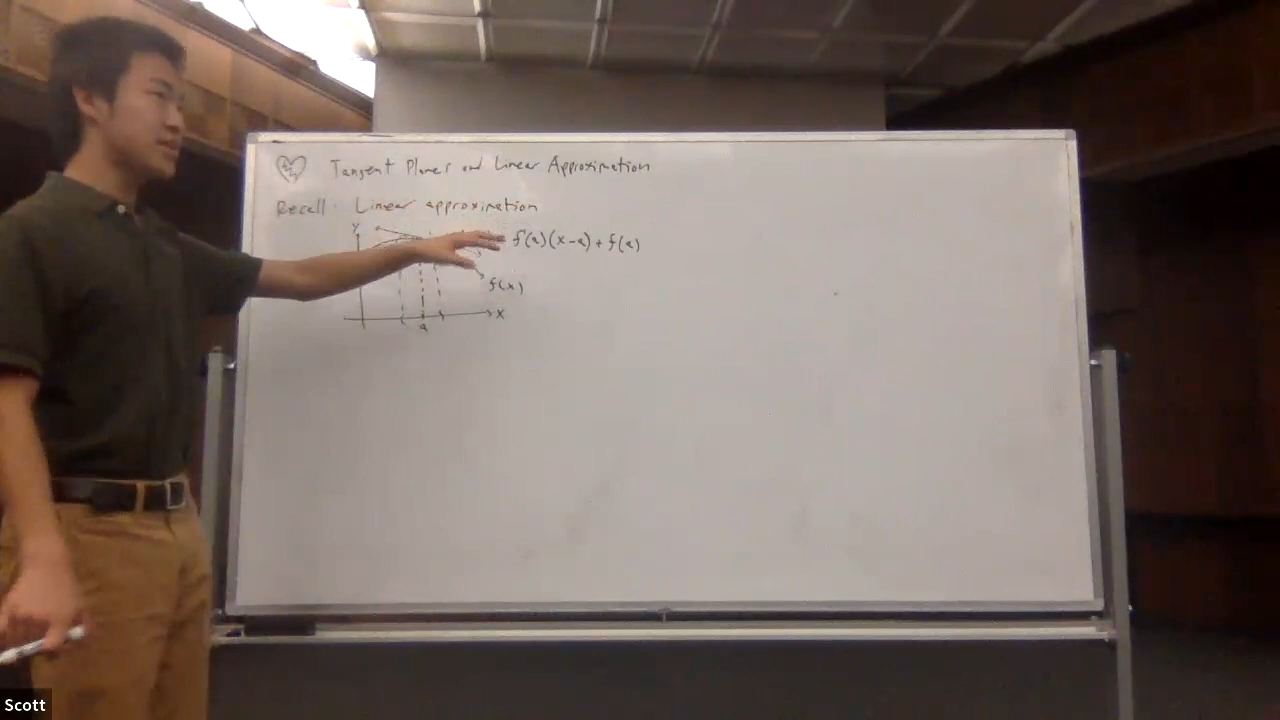 Tangent Planes and Linear Approximation
Recall: Linear approximation
y
= f'(a)(x-a) + f(a)
f(x)
x
a
Scott